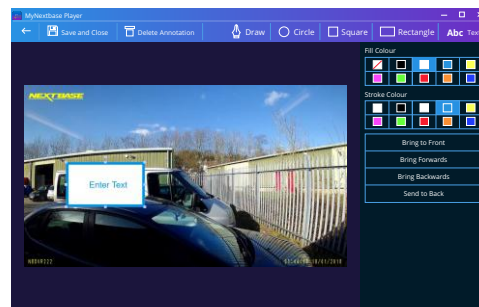 MyNextbase Player
Save and Close
Delete Annotation
Draw
Circle
Square
Rectangle
Abc Tex
Fill Colour
Stroke Colour
Bring to Front
Bring Forwards
Bring Backwards
Send to Back
NEXTBASE
Enter Text